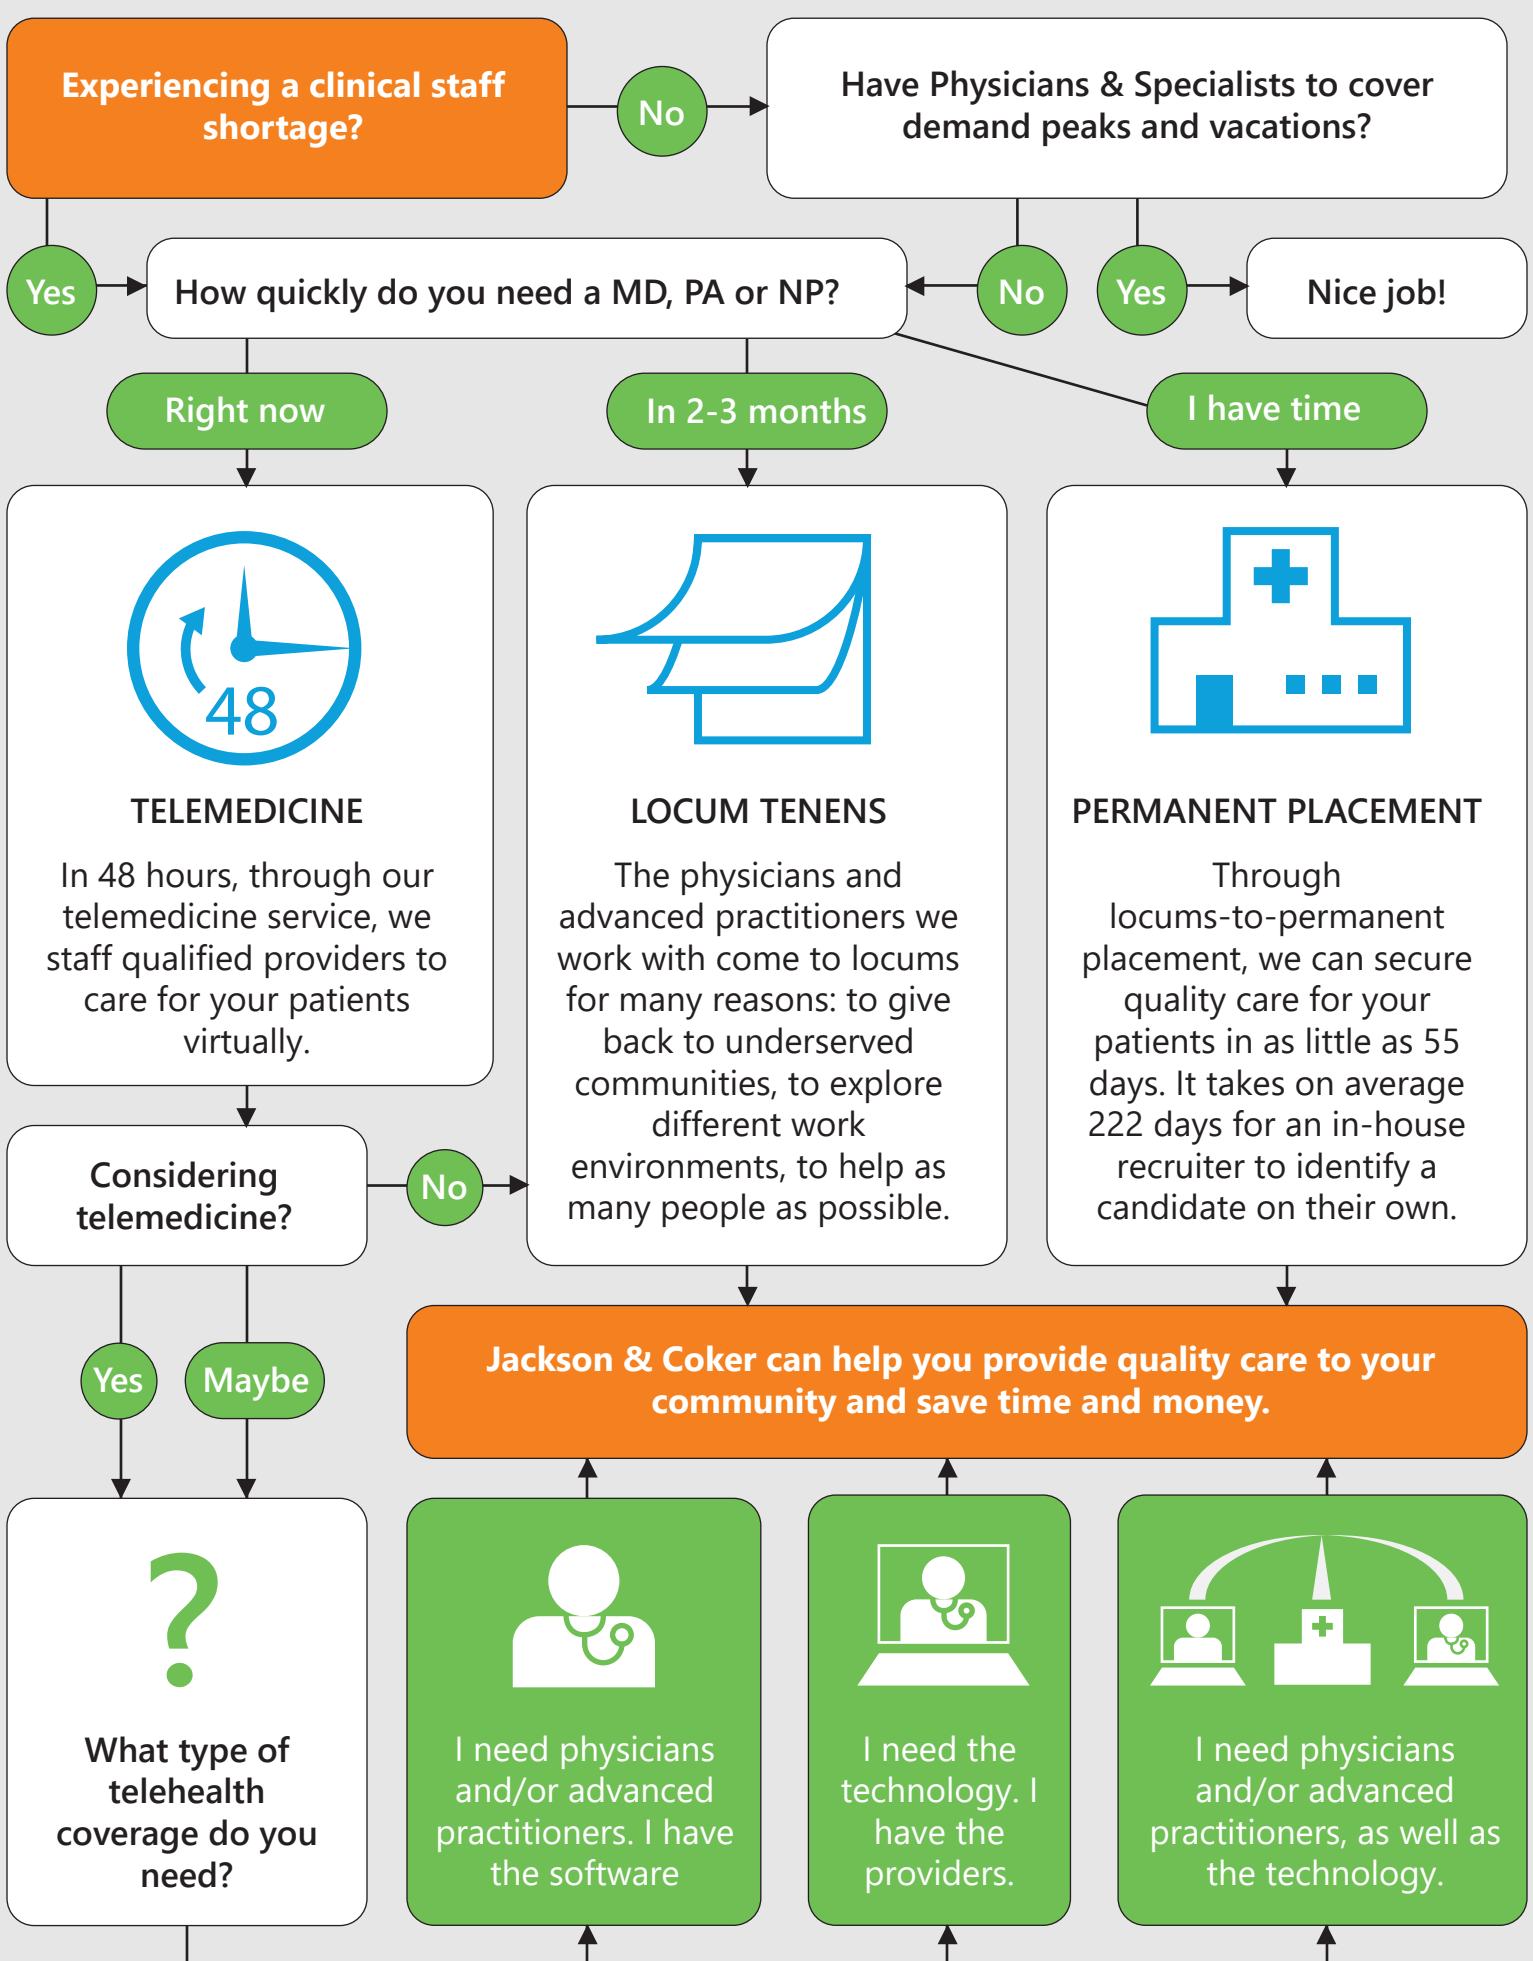 Experiencing a clinical staff
shortage?
No
Have Physicians & Specialists to cover
demand peaks and vacations?
Yes
How quickly do you need a MD, PA or NP?
No
Yes
Nice job!
Right now
In 2-3 months
I have time
48
TELEMEDICINE
In 48 hours, through our
telemedicine service, we
staff qualified providers to
care for your patients
virtually.
LOCUM TENENS
The physicians and
advanced practitioners we
work with come to locums
for many reasons: to give
back to underserved
communities, to explore
different work
environments, to help as
many people as possible.
PERMANENT PLACEMENT
Through
locums-to-permanent
placement, we can secure
quality care for your
patients in as little as 55
days. It takes on average
222 days for an in-house
recruiter to identify a
candidate on their own.
Considering
telemedicine?
No
Yes
Maybe
Jackson & Coker can help you provide quality care to your
community and save time and money.
?
What type of
telehealth
coverage do you
need?
I need physicians
and/or advanced
practitioners. I have
the software
I need the
technology. I
have the
providers.
I need physicians
and/or advanced
practitioners, as well as
the technology.